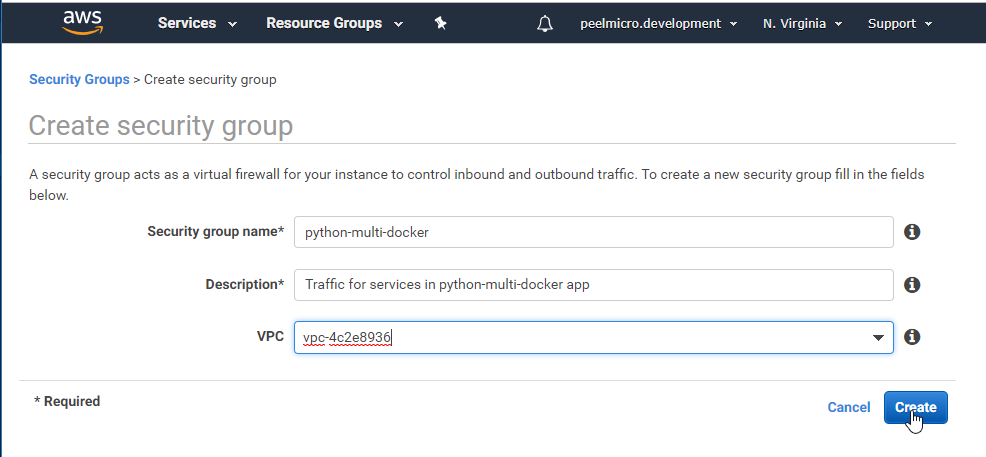 aws Services Resource Groups peelmicro.development N. Virginia Support
Security Groups > Create security group
Create security group
A security group acts as a virtual firewall for your instance to control inbound and outbound traffic. To create a new security group fill in the fields
below.
Security group name* python-multi-docker
Description* Traffic for services in python-multi-docker app
VPC vpc-4c2e8936
* Required Cancel Create